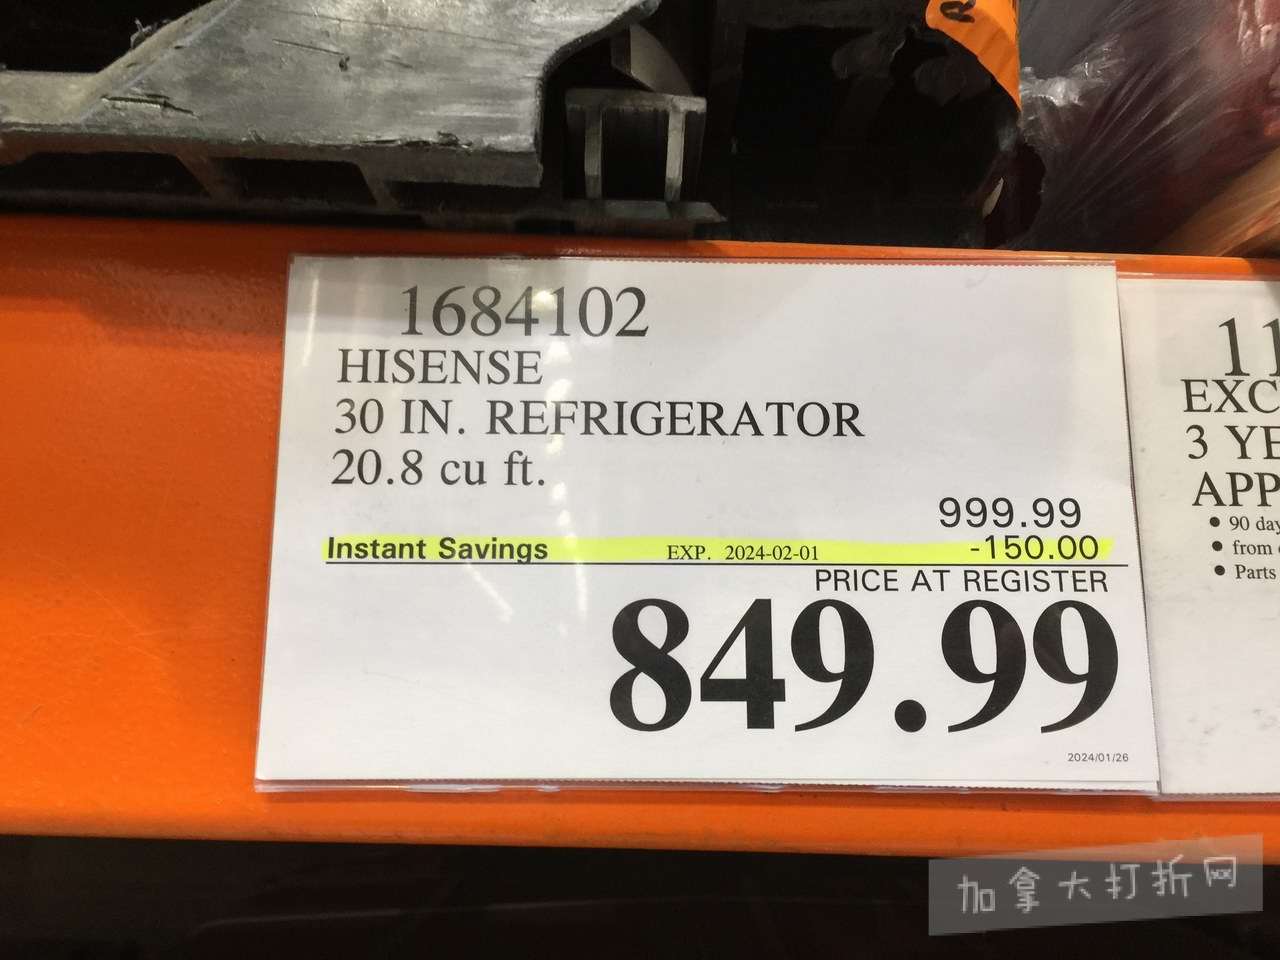 1684102
HISENSE
30 IN. REFRIGERATOR
20.8 cu ft.
999.99
Instant Savings EXP. 2024-02-01 -150.00
PRICE AT REGISTER
849.99
2024/01/26
11
EXC
3 YE
APP
• 90 day
• from
• Parts
加拿大打折网